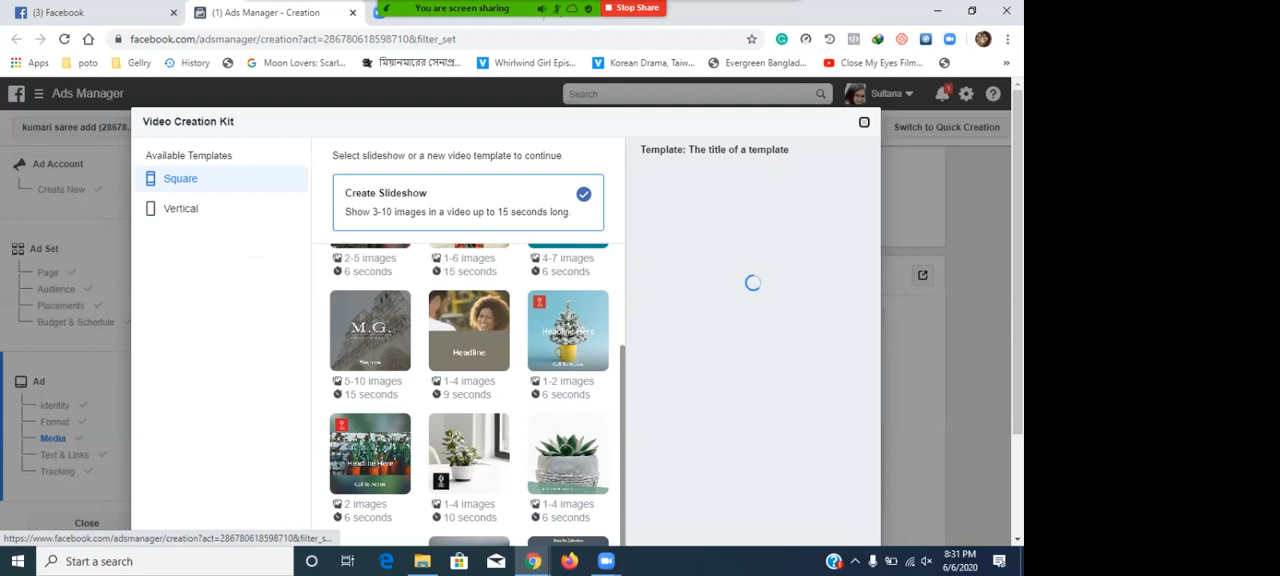 (3) Facebook
(1) Ads Manager - Creation
You are screen sharing
Stop Share
facebook.com/adsmanager/creation?act=286780618598710&filter_set
Apps
poto
Gellry
History
Moon Lovers: Scarl...
মিয়ানমারের সেনাপ্র...
Whirlwind Girl Epis...
Korean Drama, Taiw...
Evergreen Banglad...
Close My Eyes Film...
»
Ads Manager
Search
Sultana
kumari saree add (28678...
Switch to Quick Creation
Video Creation Kit
Ad Account
Create New
Ad Set
Page
Audience
Placements
Budget & Schedule
Ad
Identity
Format
Media
Text & Links
Tracking
Close
Available Templates
Square
Vertical
Select slideshow or a new video template to continue.
Create Slideshow
Show 3-10 images in a video up to 15 seconds long.
2-5 images
6 seconds
1-6 images
15 seconds
4-7 images
6 seconds
M.G.
Headline
Headline Here
Call To Action
5-10 images
15 seconds
1-4 images
9 seconds
1-2 images
6 seconds
Headline Here
Call To Action
2 images
6 seconds
1-4 images
10 seconds
1-4 images
6 seconds
Template: The title of a template
https://www.facebook.com/adsmanager/creation?act=286780618598710&filter_s...
Start a search
8:31 PM
6/6/2020